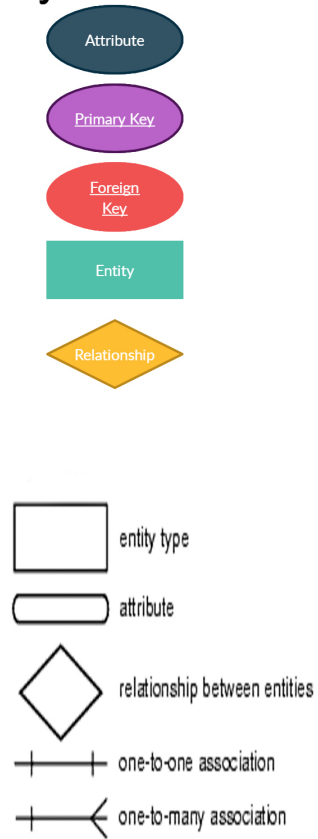 Attribute
Primary Key
Foreign
Key
Entity
Relationship
entity type
attribute
relationship between entities
one-to-one association
one-to-many association